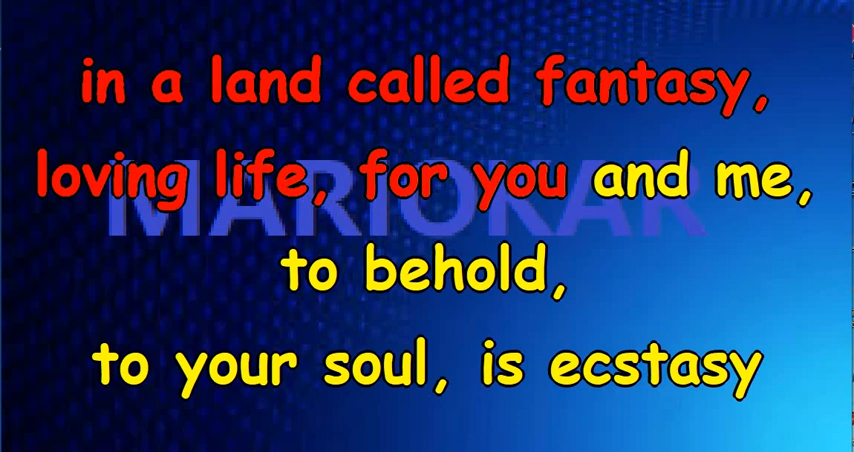 in a land called fantasy,
loving life, for you and me,
MARIOKAR
to behold,
to your soul, is ecstasy